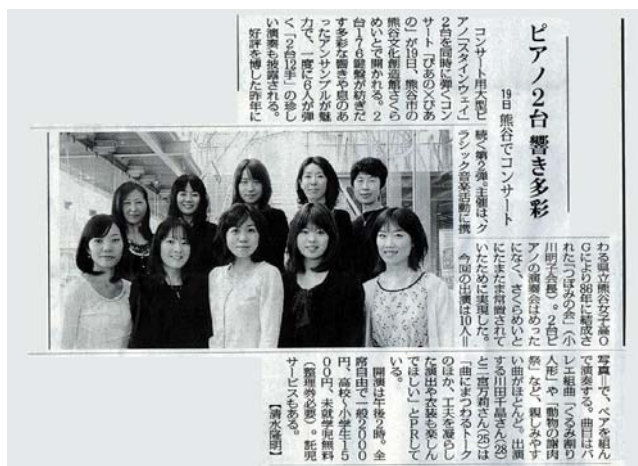 ピアノ2台 響き多彩
19日 熊谷でコンサート
コンサート用大型ピ
アノ「スタインウェイ」
2台を同時に弾くコン
サート「ぴあの×ぴあ
の」が19日、熊谷市の
熊谷文化創造館さくら
めいとで開かれる。2
台176鍵盤が紡ぎだ
す多彩な響きや息のあ
ったアンサンブルが魅
力で、一度に6人が弾
く「2台12手」の珍し
い演奏も披露される。
好評を博した昨年に
続く第2弾。主催は、ク
ラシック音楽活動に携
わる県立熊谷女子高O
Gにより86年に結成さ
れた「つぼみの会」（小
川明子会長）。2台ピ
アノの演奏会はめった
になく、さくらめいと
にたまたま常置されて
いたために実現した。
今回の出演は10人＝
写真＝で、ペアを組ん
で演奏する。曲目はバ
レエ組曲「くるみ割り
人形」や「動物の謝肉
祭」など、親しみやす
い曲がほとんど。出演
する川田千晶さん(28)
と二宮万莉さん(25)は
「曲にまつわるトーク
のほか、工夫を凝らし
た演出や衣装も楽しん
でほしい」とPRして
いる。
開演は午後2時。全
席自由で一般2000
円、高校～小学生15
00円、未就学児無料
（整理券必要）。託児
サービスもある。
【清水隆明】